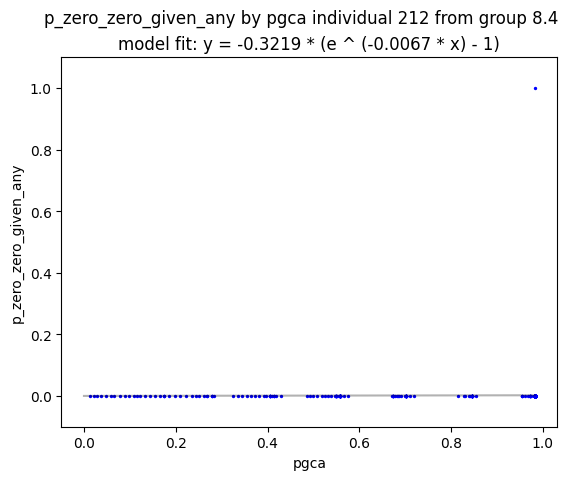 p_zero_zero_given_any by pgca individual 212 from group 8.4
model fit: y = -0.3219 * (e ^ (-0.0067 * x) - 1)
1.0
0.8
0.6
0.4
0.2
0.0
p_zero_zero_given_any
0.0 0.2 0.4 0.6 0.8 1.0
pgca